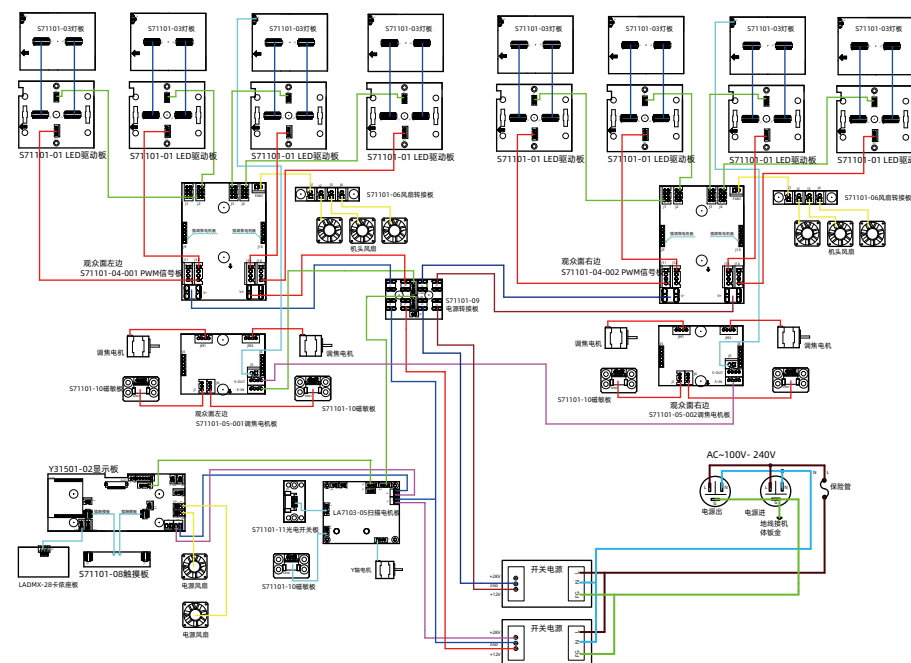 S71101-03灯板
S71101-03灯板
S71101-03灯板
S71101-03灯板
S71101-03灯板
S71101-03灯板
S71101-03灯板
S71101-03灯板
S71101-01 LED驱动板
S71101-01 LED驱动板
S71101-01 LED驱动板
S71101-01 LED驱动板
S71101-01 LED驱动板
S71101-01 LED驱动板
S71101-01 LED驱动板
S71101-01 LED驱动板
S71101-06风扇转接板
S71101-06风扇转接板
机头风扇
机头风扇
观众面左边
S71101-04-001 PWM信号板
观众面右边
S71101-04-002 PWM信号板
S71101-09
电源转接板
调焦电机
调焦电机
调焦电机
调焦电机
S71101-10磁敏板
S71101-10磁敏板
S71101-10磁敏板
S71101-10磁敏板
观众面左边
S71101-05-001调焦电机板
观众面右边
S71101-05-002调焦电机板
Y31501-02显示板
LADMX-28卡侬座板
S71101-08触摸板
电源风扇
电源风扇
S71101-11光电开关板
LA7103-05扫描电机板
S71101-10磁敏板
Y轴电机
AC~100V- 240V
L
N
L
N
N
L
保险管
电源出
电源进
地线接机
体钣金
开关电源
+28V
GND
+12V
L
N
FG
开关电源
+28V
GND
+12V
L
N
FG